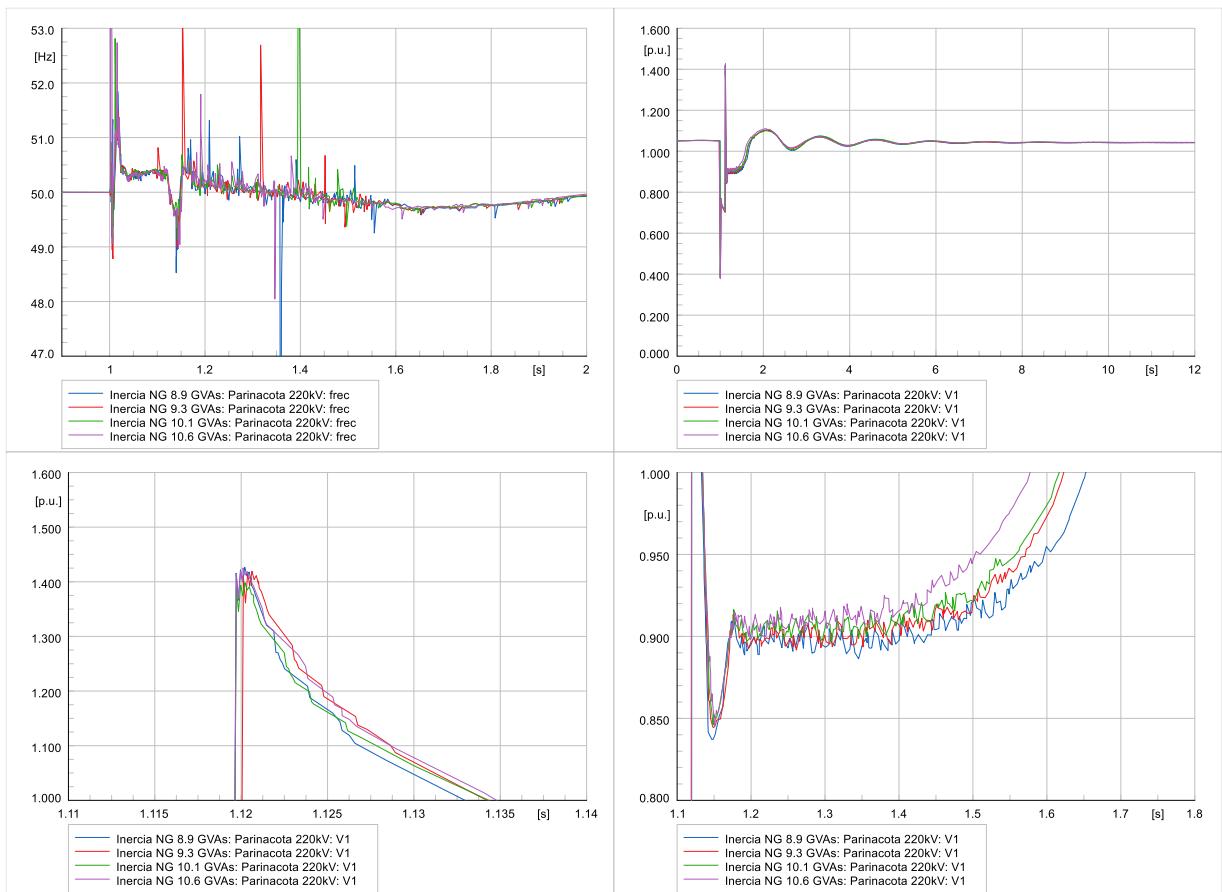 53.0
[Hz]
52.0
51.0
50.0
49.0
48.0
47.0
1 1.2 1.4 1.6 1.8 [s] 2
Inercia NG 8.9 GVAs: Parinacota 220kV: frec
Inercia NG 9.3 GVAs: Parinacota 220kV: frec
Inercia NG 10.1 GVAs: Parinacota 220kV: frec
Inercia NG 10.6 GVAs: Parinacota 220kV: frec
1.600
[p.u.]
1.400
1.200
1.000
0.800
0.600
0.400
0.200
0.000
0 2 4 6 8 10 [s] 12
Inercia NG 8.9 GVAs: Parinacota 220kV: V1
Inercia NG 9.3 GVAs: Parinacota 220kV: V1
Inercia NG 10.1 GVAs: Parinacota 220kV: V1
Inercia NG 10.6 GVAs: Parinacota 220kV: V1
1.600
[p.u.]
1.500
1.400
1.300
1.200
1.100
1.000
1.11 1.115 1.12 1.125 1.13 1.135 [s] 1.14
Inercia NG 8.9 GVAs: Parinacota 220kV: V1
Inercia NG 9.3 GVAs: Parinacota 220kV: V1
Inercia NG 10.1 GVAs: Parinacota 220kV: V1
Inercia NG 10.6 GVAs: Parinacota 220kV: V1
1.000
[p.u.]
0.950
0.900
0.850
0.800
1.1 1.2 1.3 1.4 1.5 1.6 1.7 [s] 1.8
Inercia NG 8.9 GVAs: Parinacota 220kV: V1
Inercia NG 9.3 GVAs: Parinacota 220kV: V1
Inercia NG 10.1 GVAs: Parinacota 220kV: V1
Inercia NG 10.6 GVAs: Parinacota 220kV: V1